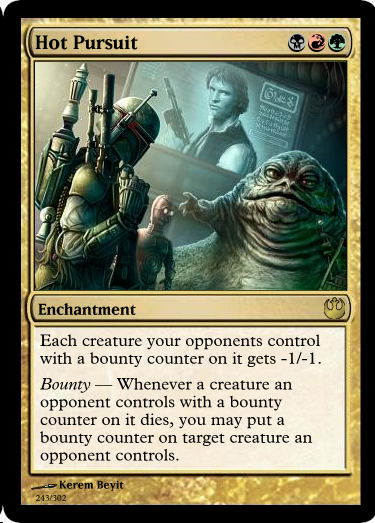 Hot Pursuit
Enchantment
Each creature your opponents control
with a bounty counter on it gets -1/-1.
Bounty — Whenever a creature an
opponent controls with a bounty
counter on it dies, you may put a
bounty counter on target creature an
opponent controls.
Kerem Beyit
243/302